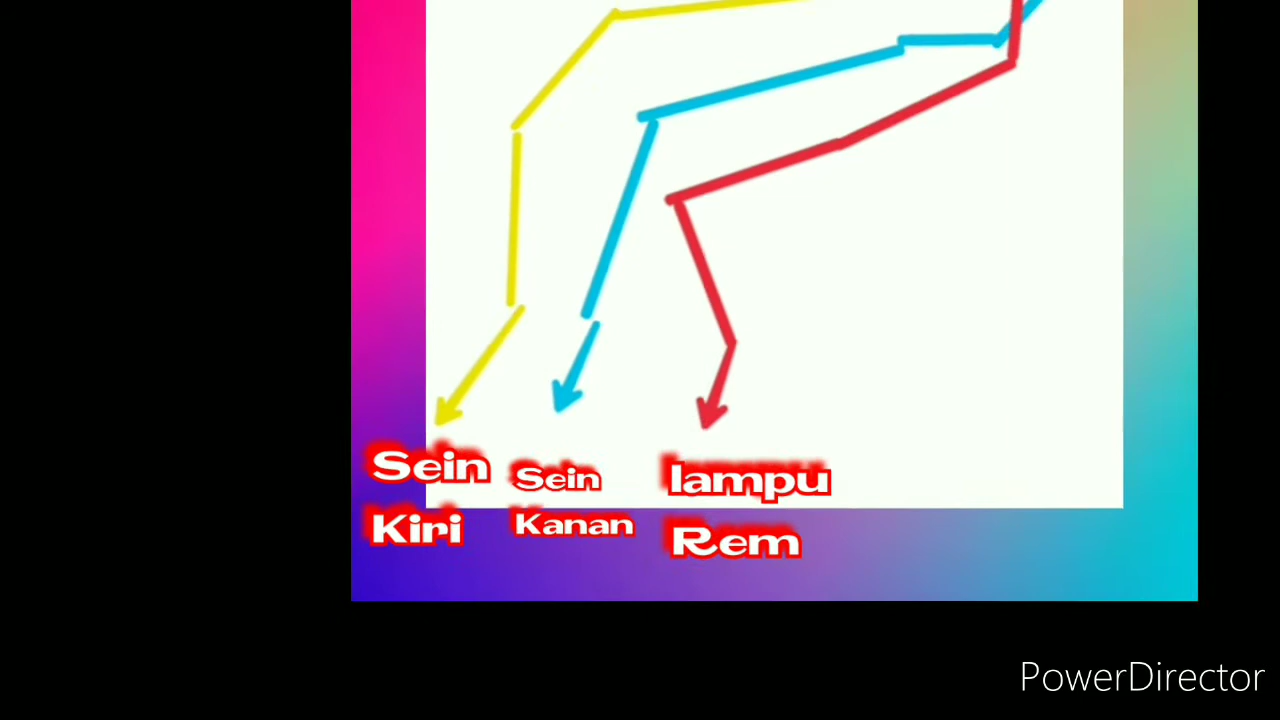 Sein
Kiri
Sein
Kanan
lampu
Rem
PowerDirector